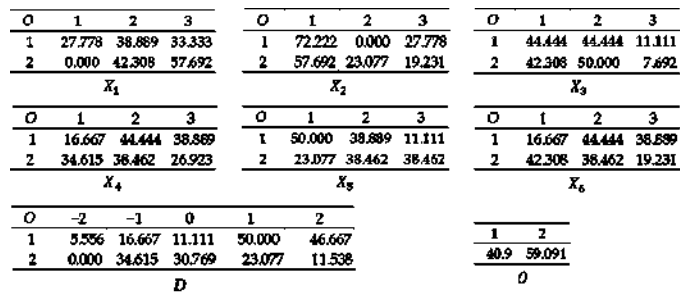 O 1 2 3
1 27.778 38.889 33.333
2 0.000 42.308 57.692
X1
O 1 2 3
1 72.222 0.000 27.778
2 57.692 23.077 19.231
X2
O 1 2 3
1 44.444 44.444 11.111
2 42.308 50.000 7.692
X3
O 1 2 3
1 16.667 44.444 38.889
2 34.615 38.462 26.923
X4
O 1 2 3
1 50.000 38.889 11.111
2 23.077 38.462 38.462
X5
O 1 2 3
1 16.667 44.444 38.889
2 42.308 38.462 19.231
X6
O –2 –1 0 1 2
1 5.556 16.667 11.111 50.000 46.667
2 0.000 34.615 30.769 23.077 11.538
D
1 2
40.9 59.091
O